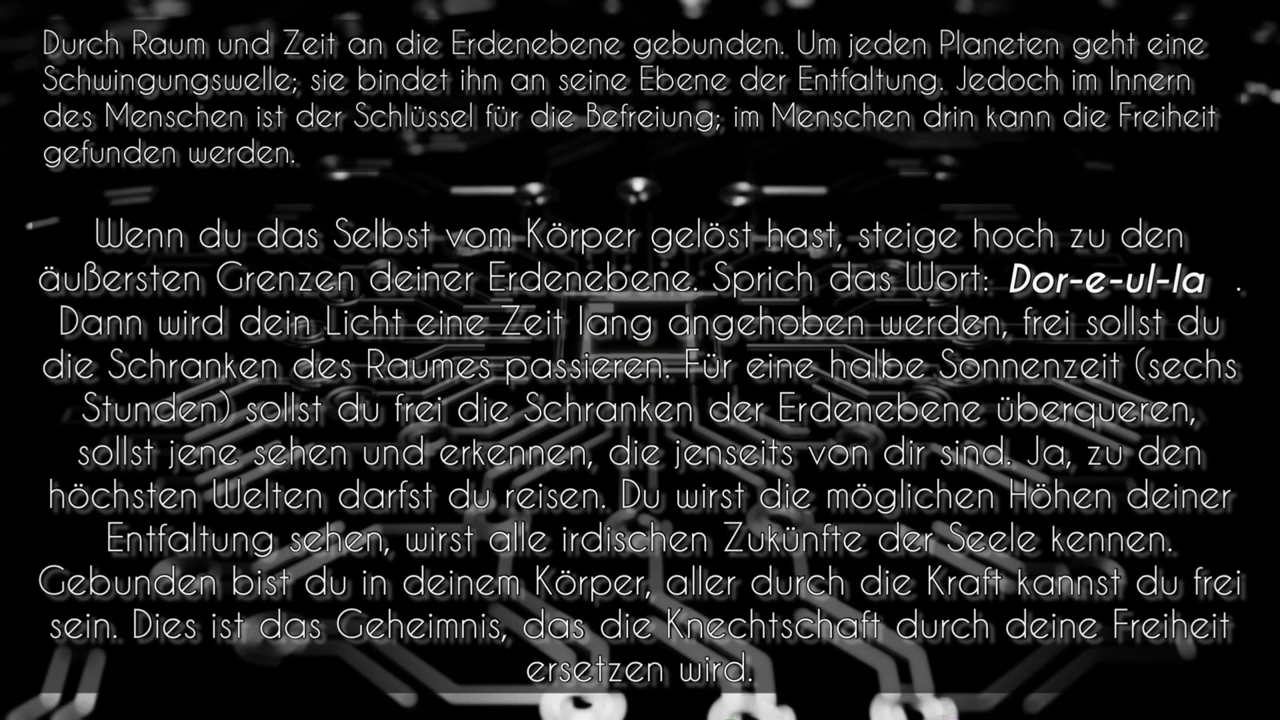 Durch Raum und Zeit an die Erdenebene gebunden. Um jeden Planeten geht eine
Schwingungswelle; sie bindet ihn an seine Ebene der Entfaltung. Jedoch im Innern
des Menschen ist der Schlüssel für die Befreiung; im Menschen drin kann die Freiheit
gefunden werden.
Wenn du das Selbst vom Körper gelöst hast, steige hoch zu den
äußersten Grenzen deiner Erdenebene. Sprich das Wort: Dor-e-ul-la .
Dann wird dein Licht eine Zeit lang angehoben werden, frei sollst du
die Schranken des Raumes passieren. Für eine halbe Sonnenzeit (sechs
Stunden) sollst du frei die Schranken der Erdenebene überqueren,
sollst jene sehen und erkennen, die jenseits von dir sind. Ja, zu den
höchsten Welten darfst du reisen. Du wirst die möglichen Höhen deiner
Entfaltung sehen, wirst alle irdischen Zukünfte der Seele kennen.
Gebunden bist du in deinem Körper, aller durch die Kraft kannst du frei
sein. Dies ist das Geheimnis, das die Knechtschaft durch deine Freiheit
ersetzen wird.